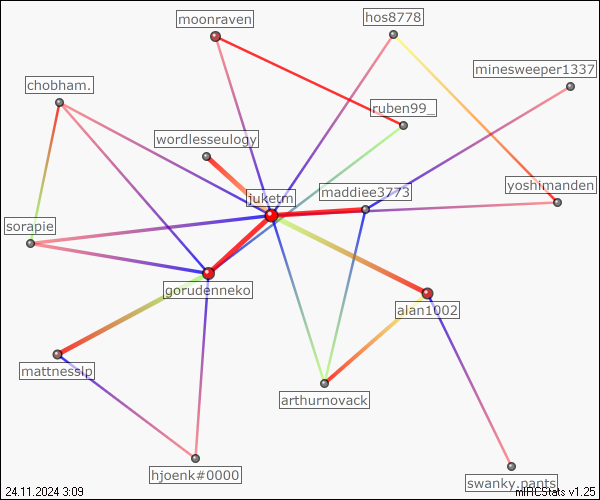 moonraven
hos8778
minesweeper1337
chobham.
ruben99_
wordlesseulogy
maddiee3773
yoshimanden
juketm
sorapie
gorudenneko
alan1002
mattnesslp
arthurnovack
hjoenk#0000
swanky.pants
24.11.2024 3:09
mIRCStats v1.25